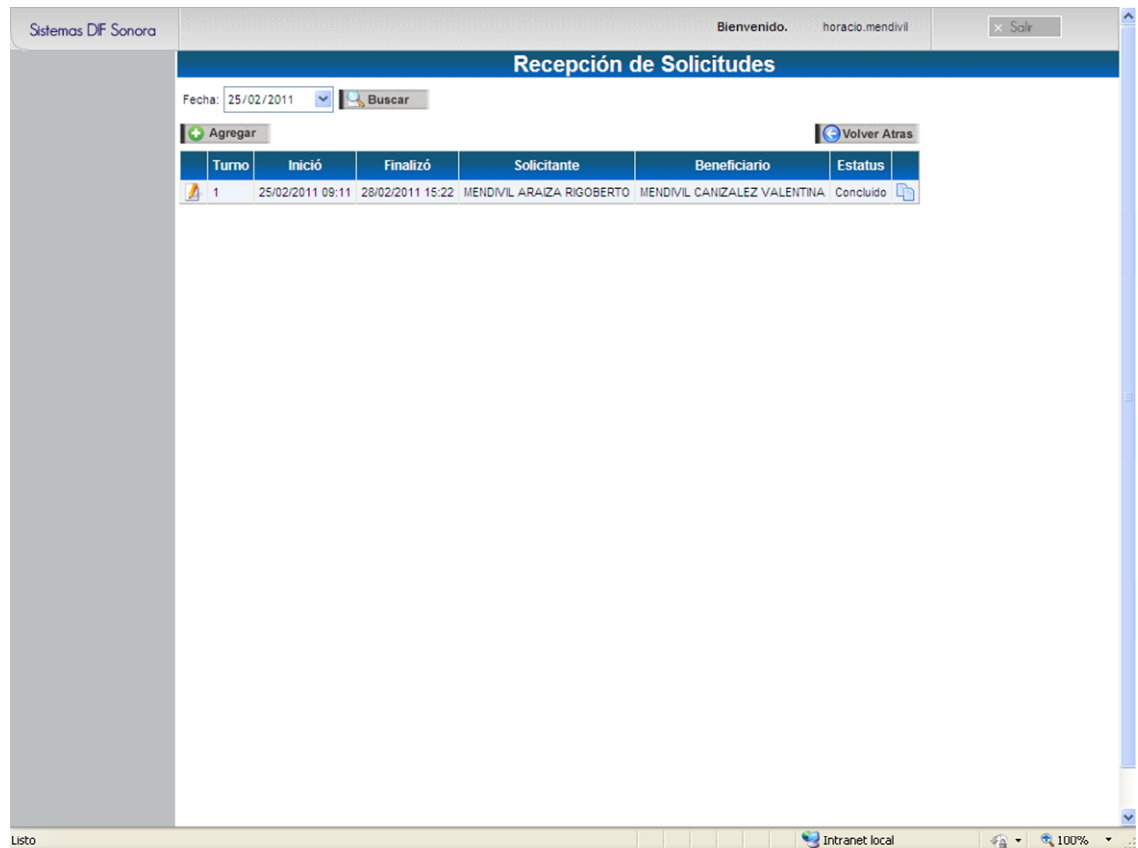 Sistemas DIF Sonora
Bienvenido. horacio.mendivil
× Salir
Recepción de Solicitudes
Fecha: 25/02/2011 Buscar
Agregar Volver Atras
Turno Inició Finalizó Solicitante Beneficiario Estatus
1 25/02/2011 09:11 28/02/2011 15:22 MENDIVIL ARAIZA RIGOBERTO MENDIVIL CANIZALEZ VALENTINA Concluido
Listo Intranet local 100%